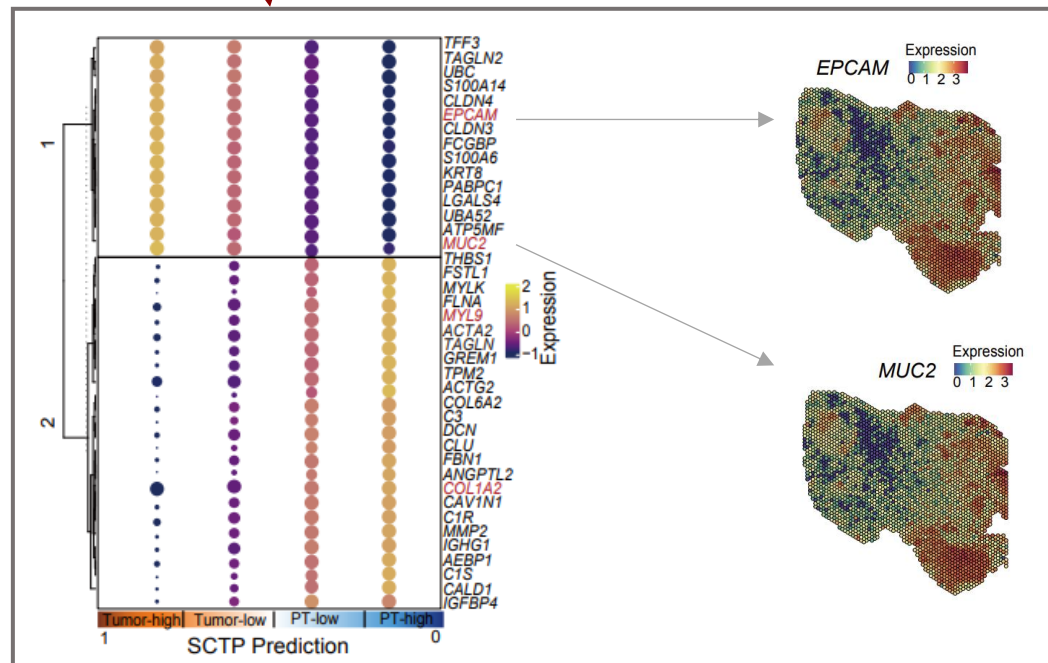 TFF3
TAGLN2
UBC
S100A14
CLDN4
EPCAM
CLDN3
FCGBP
S100A6
KRT8
PABPC1
LGALS4
UBA52
ATP5MF
MUC2
THBS1
FSTL1
MYLK
FLNA
MYL9
ACTA2
TAGLN
GREM1
TPM2
ACTG2
COL6A2
C3
DCN
CLU
FBN1
ANGPTL2
COL1A2
CAV1N1
C1R
MMP2
IGHG1
AEBP1
C1S
CALD1
IGFBP4
1
2
2
1
0
−1
Expression
Tumor-high Tumor-low PT-low PT-high
1 0
SCTP Prediction
Expression
EPCAM 0 1 2 3
Expression
MUC2 0 1 2 3